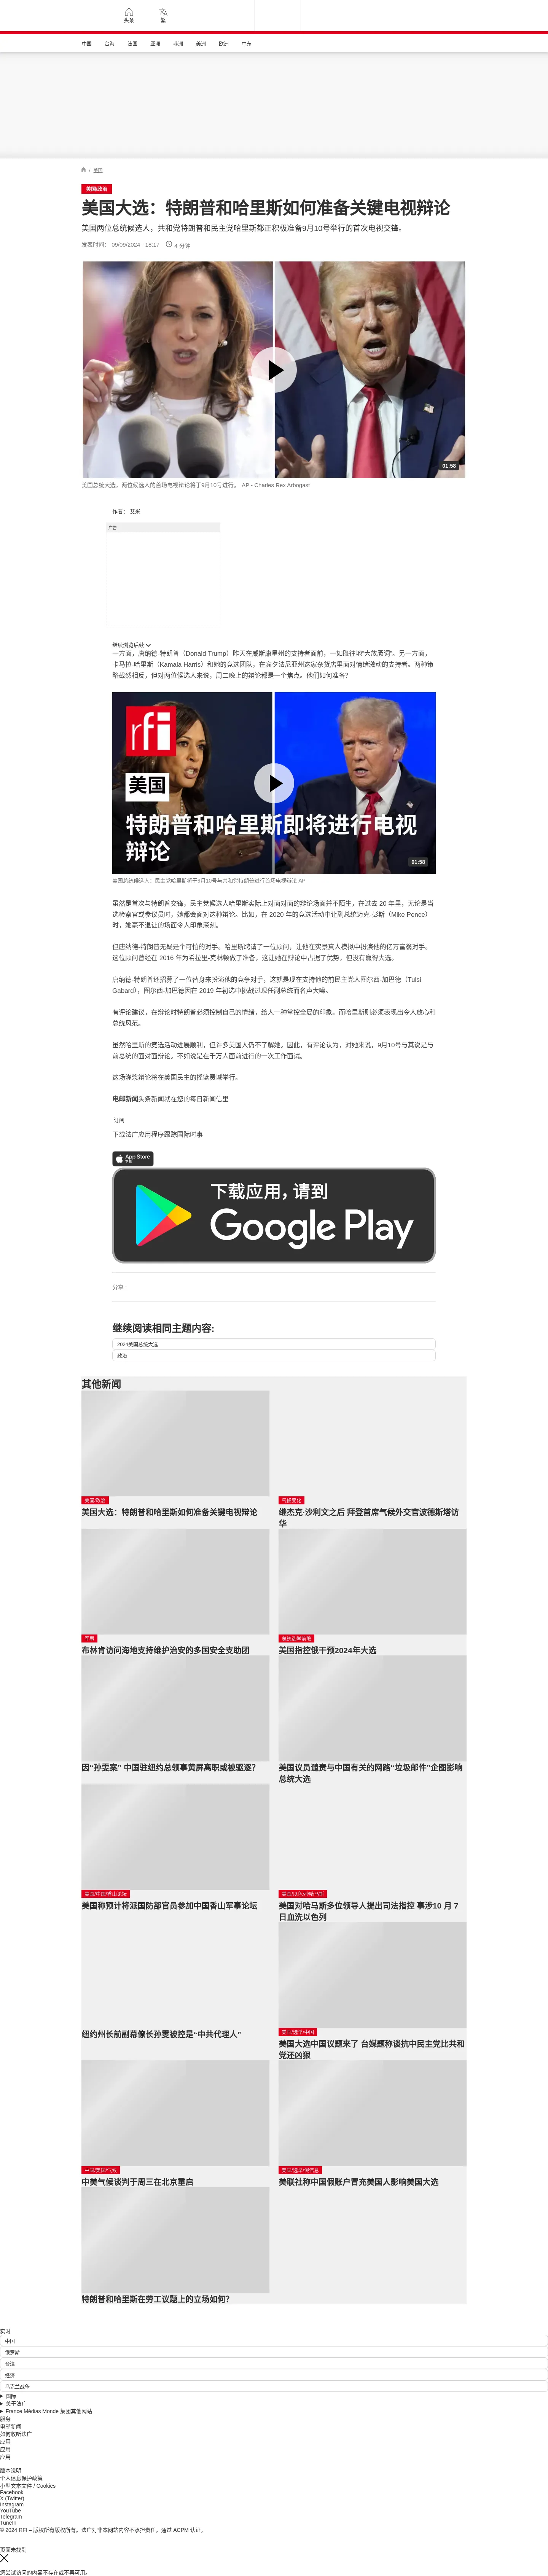 头条
繁
中国
台海
法国
亚洲
非洲
美洲
欧洲
中东
美国
美国/政治
美国大选：特朗普和哈里斯如何准备关键电视辩论
美国两位总统候选人，共和党特朗普和民主党哈里斯都正积极准备9月10号举行的首次电视交锋。
发表时间： 09/09/2024 - 18:17
4 分钟
01:58
美国总统大选，两位候选人的首场电视辩论将于9月10号进行。 AP - Charles Rex Arbogast
作者： 艾米
广告
继续浏览后续
一方面，唐纳德-特朗普（Donald Trump）昨天在威斯康星州的支持者面前，一如既往地“大放厥词”。另一方面，
卡马拉-哈里斯（Kamala Harris）和她的竞选团队，在宾夕法尼亚州这家杂货店里面对情绪激动的支持者。两种策
略截然相反，但对两位候选人来说，周二晚上的辩论都是一个焦点。他们如何准备？
rfi
美国
特朗普和哈里斯即将进行电视
辩论
01:58
美国总统候选人：民主党哈里斯将于9月10号与共和党特朗普进行首场电视辩论 AP
虽然是首次与特朗普交锋，民主党候选人哈里斯实际上对面对面的辩论场面并不陌生，在过去 20 年里，无论是当
选检察官或参议员时，她都会面对这种辩论。比如，在 2020 年的竞选活动中让副总统迈克-彭斯（Mike Pence）
时，她毫不退让的场面令人印象深刻。
但唐纳德-特朗普无疑是个可怕的对手。哈里斯聘请了一位顾问，让他在实景真人模拟中扮演他的亿万富翁对手。
这位顾问曾经在 2016 年为希拉里-克林顿做了准备。这让她在辩论中占据了优势，但没有赢得大选。
唐纳德-特朗普还招募了一位替身来扮演他的竞争对手，这就是现在支持他的前民主党人图尔西-加巴德（Tulsi
Gabard），图尔西-加巴德因在 2019 年初选中挑战过现任副总统而名声大噪。
有评论建议，在辩论时特朗普必须控制自己的情绪，给人一种掌控全局的印象。而哈里斯则必须表现出令人放心和
总统风范。
虽然哈里斯的竞选活动进展顺利，但许多美国人仍不了解她。因此，有评论认为，对她来说，9月10号与其说是与
前总统的面对面辩论。不如说是在千万人面前进行的一次工作面试。
这场灌浆辩论将在美国民主的摇篮费城举行。
电邮新闻头条新闻就在您的每日新闻信里
订阅
下载法广应用程序跟踪国际时事
App Store
下载
下载应用，请到
Google Play
分享 :
继续阅读相同主题内容:
2024美国总统大选
政治
其他新闻
美国/政治
美国大选：特朗普和哈里斯如何准备关键电视辩论
气候变化
继杰克·沙利文之后 拜登首席气候外交官波德斯塔访
华
军事
布林肯访问海地支持维护治安的多国安全支助团
总统选举前瞻
美国指控俄干预2024年大选
因“孙雯案” 中国驻纽约总领事黄屏离职或被驱逐？
美国议员谴责与中国有关的网路“垃圾邮件”企图影响
总统大选
美国/中国/香山论坛
美国称预计将派国防部官员参加中国香山军事论坛
美国/以色列/哈马斯
美国对哈马斯多位领导人提出司法指控 事涉10 月 7
日血洗以色列
纽约州长前副幕僚长孙雯被控是“中共代理人”
美国/选举/中国
美国大选中国议题来了 台媒题称谈抗中民主党比共和
党还凶狠
中国/美国/气候
中美气候谈判于周三在北京重启
美国/选举/假信息
美联社称中国假账户冒充美国人影响美国大选
特朗普和哈里斯在劳工议题上的立场如何？
实时
中国
俄罗斯
台湾
经济
乌克兰战争
国际
关于法广
France Médias Monde 集团其他网站
服务
电邮新闻
如何收听法广
应用
应用
应用
版本说明
个人信息保护政策
小型文本文件 / Cookies
Facebook
X (Twitter)
Instagram
YouTube
Telegram
TuneIn
© 2024 RFI – 版权所有版权所有。法广对非本网站内容不承担责任。通过 ACPM 认证。
页面未找到
您尝试访问的内容不存在或不再可用。